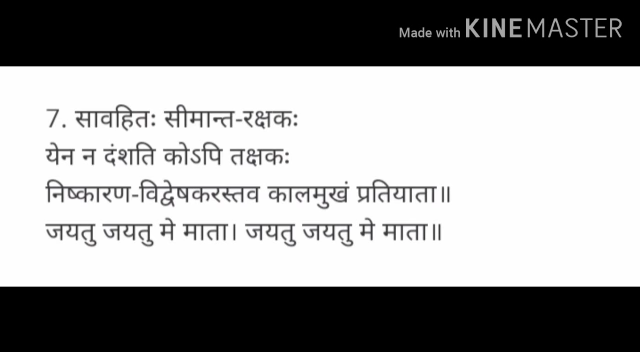 Made with KINEMASTER
7. सावहितः सीमान्त-रक्षकः
येन न दंशति कोऽपि तक्षकः
निष्कारण-विद्वेषकरस्तव कालमुखं प्रतियाता॥
जयतु जयतु मे माता। जयतु जयतु मे माता॥